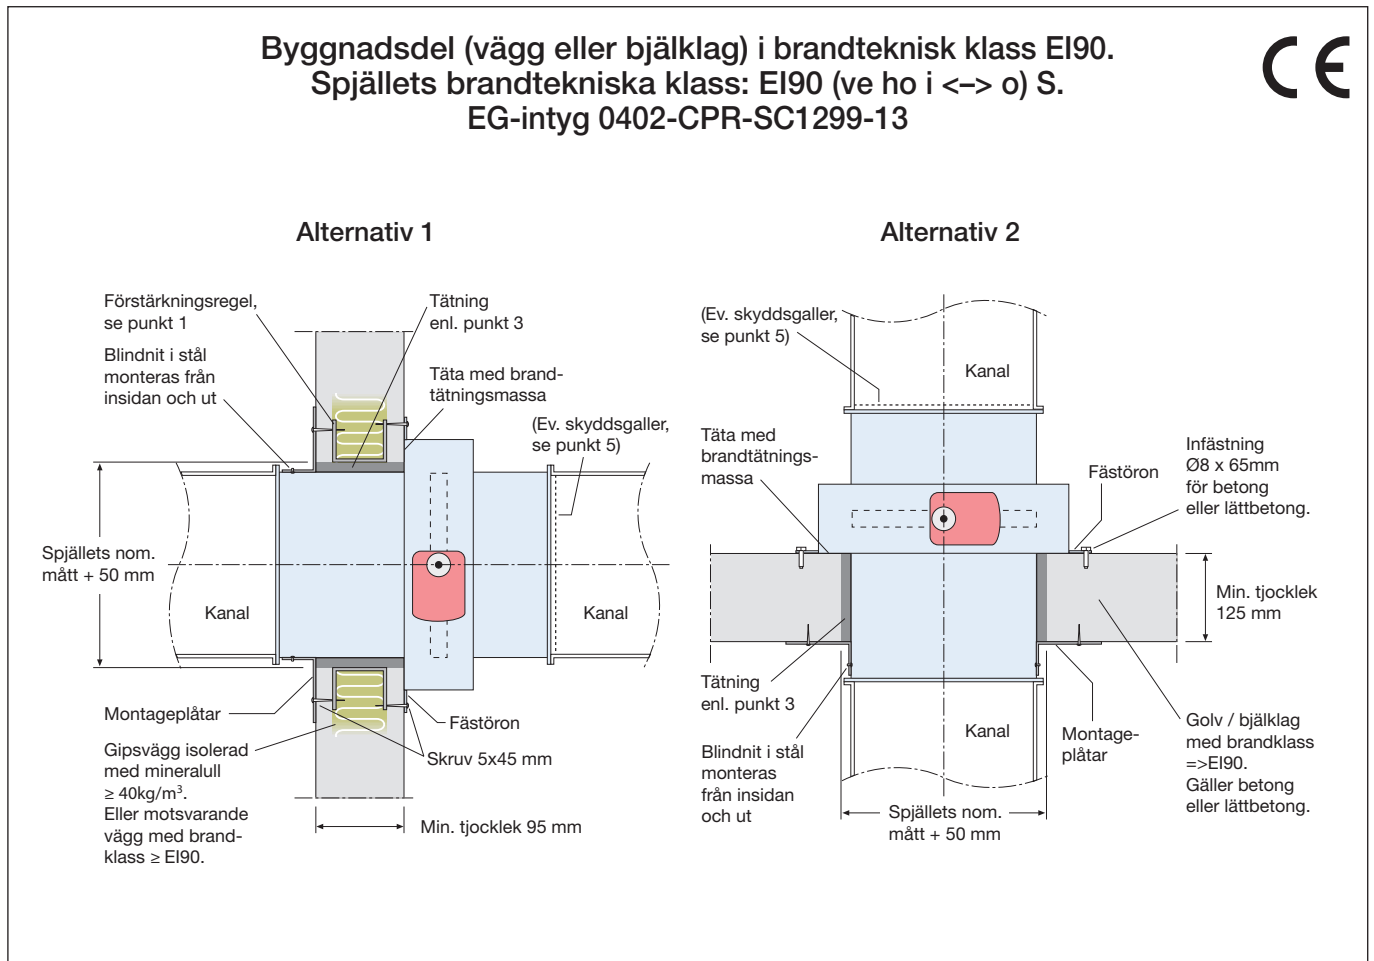 Byggnadsdel (vägg eller bjälklag) i brandteknisk klass EI90.
Spjällets brandtekniska klass: EI90 (ve ho i <–> o) S.
EG-intyg 0402-CPR-SC1299-13
CE
Alternativ 1
Förstärkningsregel,
se punkt 1
Tätning
enl. punkt 3
Blindnit i stål
monteras från
insidan och ut
Täta med brand-
tätningsmassa
(Ev. skyddsgaller,
se punkt 5)
Spjällets nom.
mått + 50 mm
Kanal
Kanal
Montageplåtar
Fästöron
Skruv 5x45 mm
Gipsvägg isolerad
med mineralull
≥ 40kg/m³.
Eller motsvarande
vägg med brand-
klass ≥ EI90.
Min. tjocklek 95 mm
Alternativ 2
(Ev. skyddsgaller,
se punkt 5)
Kanal
Täta med
brandtätnings-
massa
Fästöron
Infästning
Ø8 x 65mm
för betong
eller lättbetong.
Min. tjocklek
125 mm
Tätning
enl. punkt 3
Kanal
Montage-
plåtar
Golv / bjälklag
med brandklass
=>EI90.
Gäller betong
eller lättbetong.
Blindnit i stål
monteras
från insidan
och ut
Spjällets nom.
mått + 50 mm